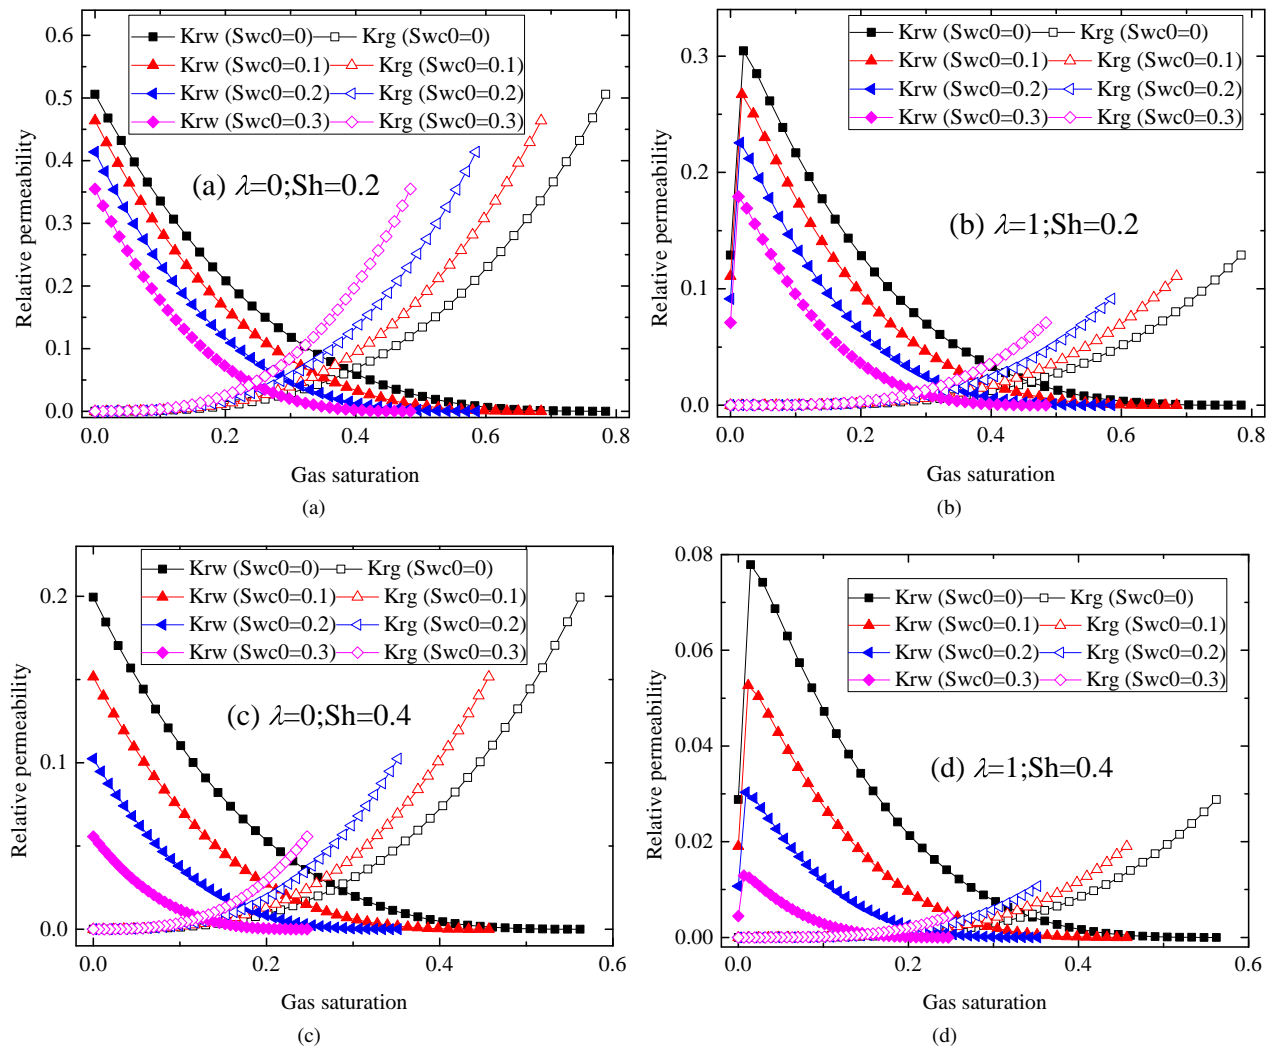 Krw (Swc0=0) Krg (Swc0=0)
Krw (Swc0=0.1) Krg (Swc0=0.1)
Krw (Swc0=0.2) Krg (Swc0=0.2)
Krw (Swc0=0.3) Krg (Swc0=0.3)
(a) λ=0;Sh=0.2
Relative permeability
0.6
0.5
0.4
0.3
0.2
0.1
0.0
0.0 0.2 0.4 0.6 0.8
Gas saturation
(a)
Krw (Swc0=0) Krg (Swc0=0)
Krw (Swc0=0.1) Krg (Swc0=0.1)
Krw (Swc0=0.2) Krg (Swc0=0.2)
Krw (Swc0=0.3) Krg (Swc0=0.3)
(b) λ=1;Sh=0.2
Relative permeability
0.3
0.2
0.1
0.0
0.0 0.2 0.4 0.6 0.8
Gas saturation
(b)
Krw (Swc0=0) Krg (Swc0=0)
Krw (Swc0=0.1) Krg (Swc0=0.1)
Krw (Swc0=0.2) Krg (Swc0=0.2)
Krw (Swc0=0.3) Krg (Swc0=0.3)
(c) λ=0;Sh=0.4
Relative permeability
0.2
0.1
0.0
0.0 0.2 0.4 0.6
Gas saturation
(c)
Krw (Swc0=0) Krg (Swc0=0)
Krw (Swc0=0.1) Krg (Swc0=0.1)
Krw (Swc0=0.2) Krg (Swc0=0.2)
Krw (Swc0=0.3) Krg (Swc0=0.3)
(d) λ=1;Sh=0.4
Relative permeability
0.08
0.06
0.04
0.02
0.00
0.0 0.2 0.4 0.6
Gas saturation
(d)